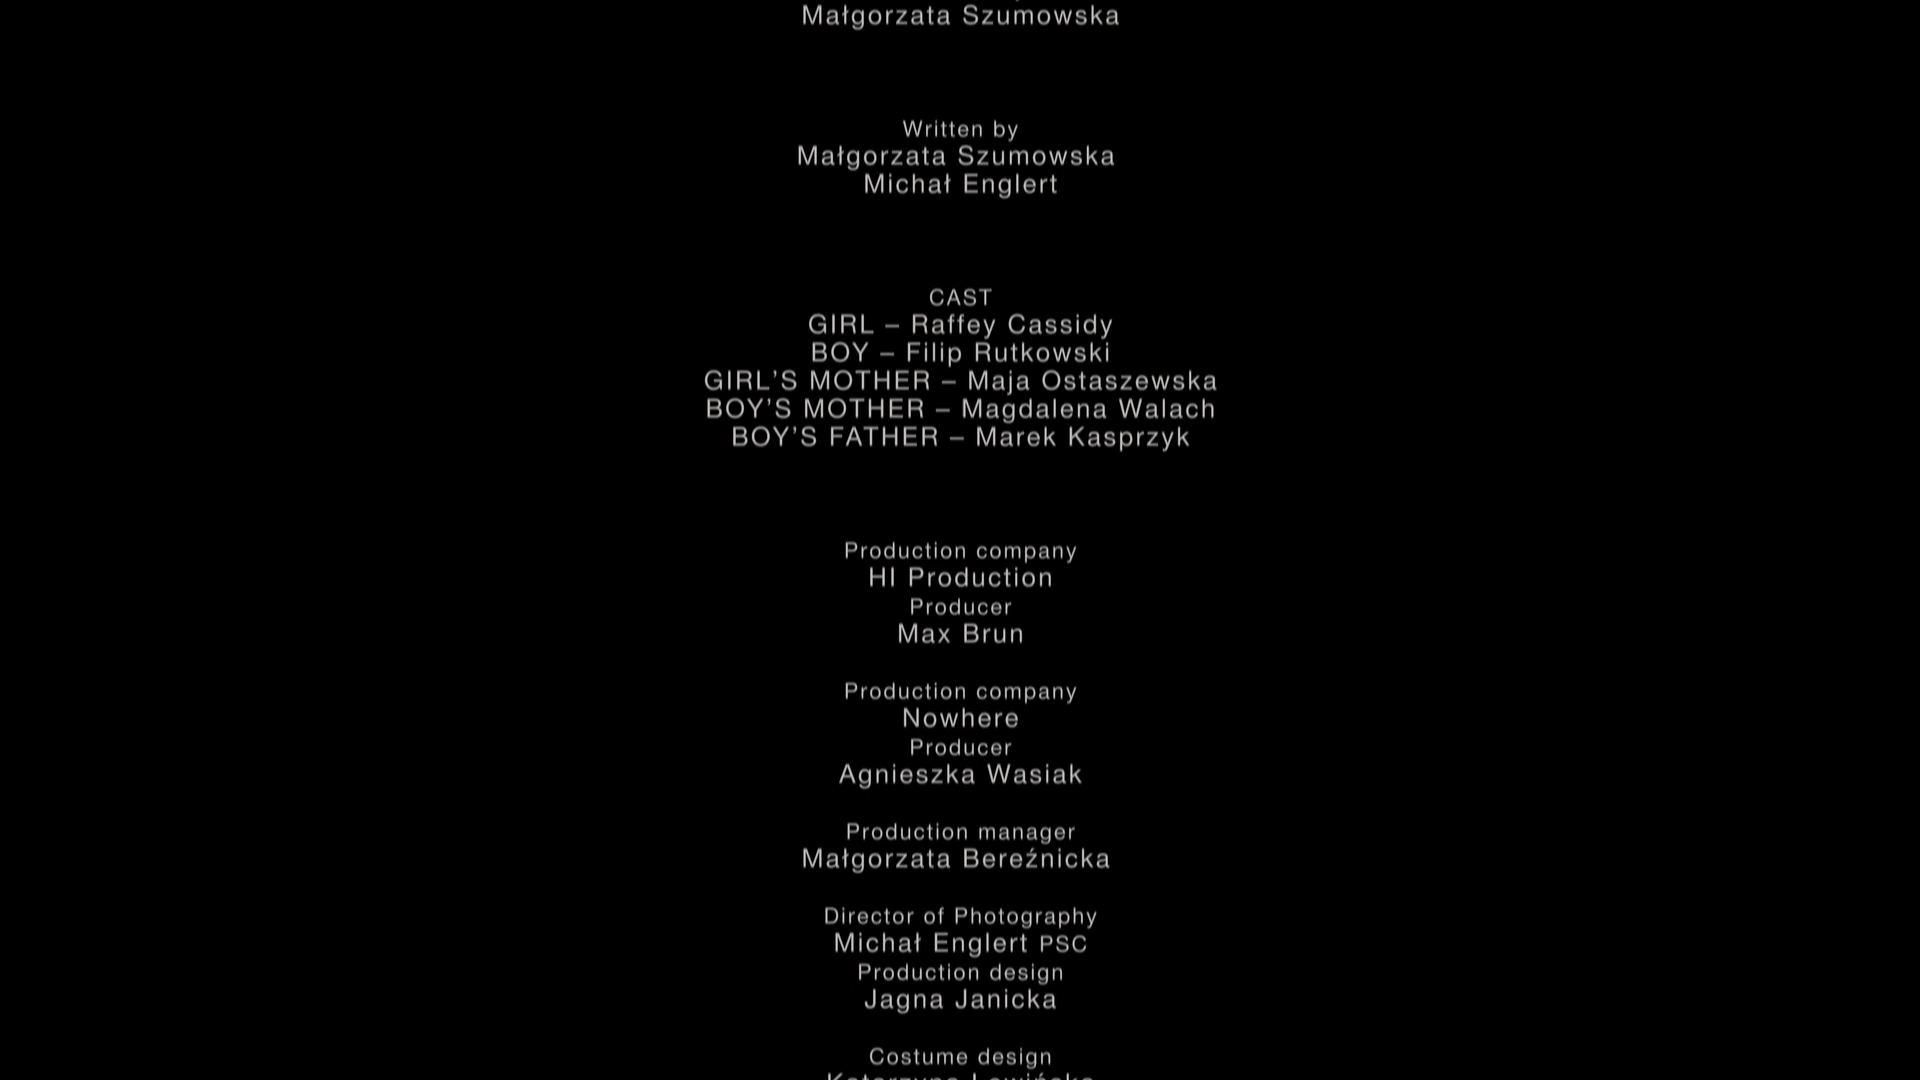 Małgorzata Szumowska
Written by
Małgorzata Szumowska
Michał Englert
CAST
GIRL – Raffey Cassidy
BOY – Filip Rutkowski
GIRL’S MOTHER – Maja Ostaszewska
BOY’S MOTHER – Magdalena Walach
BOY’S FATHER – Marek Kasprzyk
Production company
HI Production
Producer
Max Brun
Production company
Nowhere
Producer
Agnieszka Wasiak
Production manager
Małgorzata Bereźnicka
Director of Photography
Michał Englert PSC
Production design
Jagna Janicka
Costume design